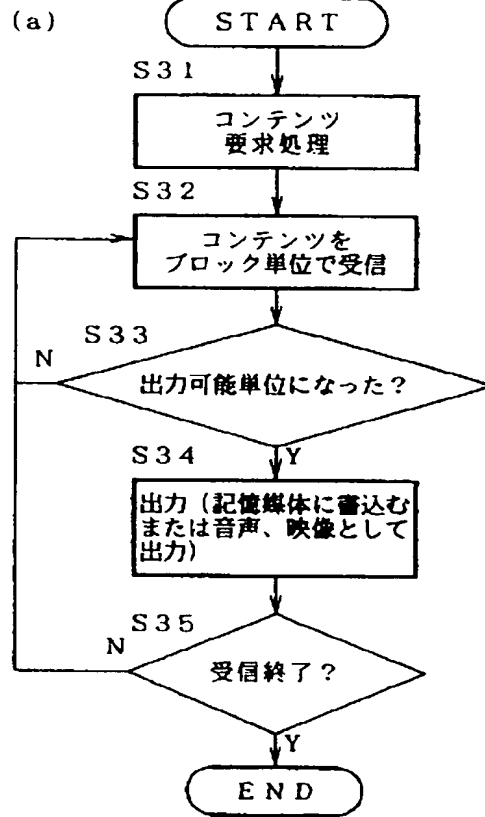 (a)
START
S31
コンテンツ
要求処理
S32
コンテンツを
ブロック単位で受信
S33
N
出力可能単位になった？
Y
S34
出力（記憶媒体に書込む
または音声、映像として
出力）
S35
N
受信終了？
Y
END